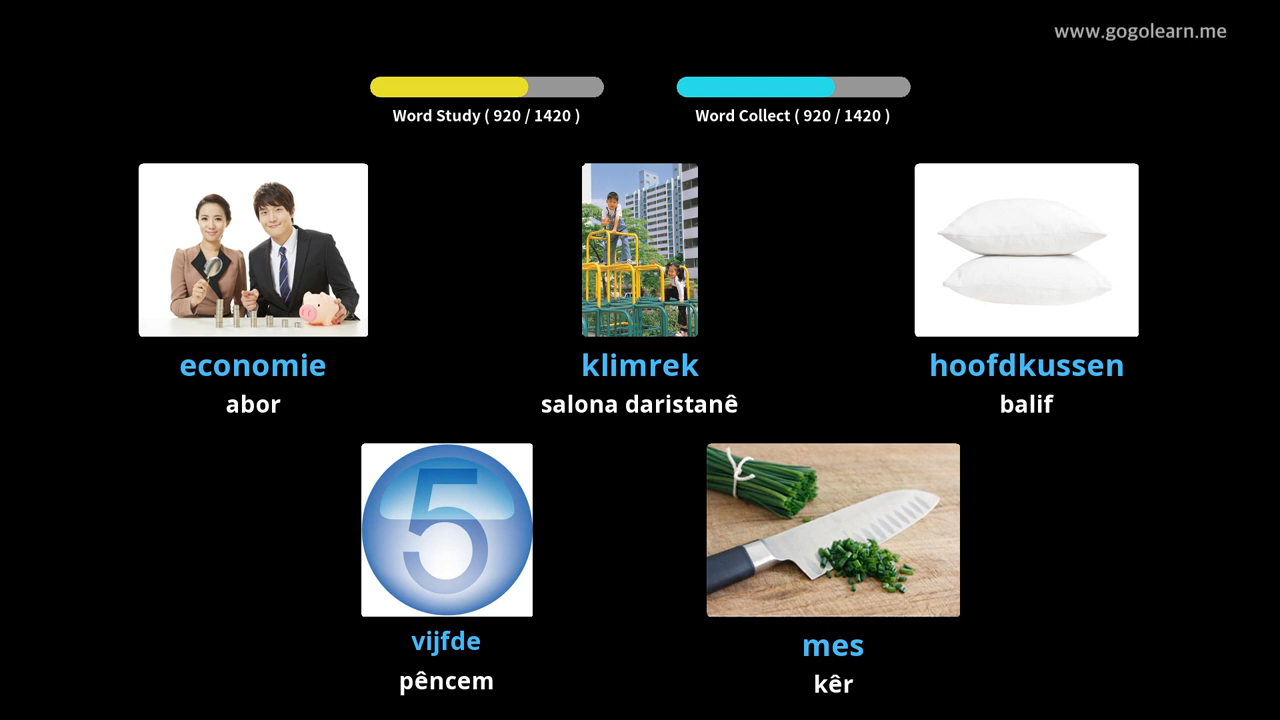 www.gogolearn.me
Word Study ( 920 / 1420 )
Word Collect ( 920 / 1420 )
economie
abor
klimrek
salona daristanê
hoofdkussen
balif
5
vijfde
pêncem
mes
kêr